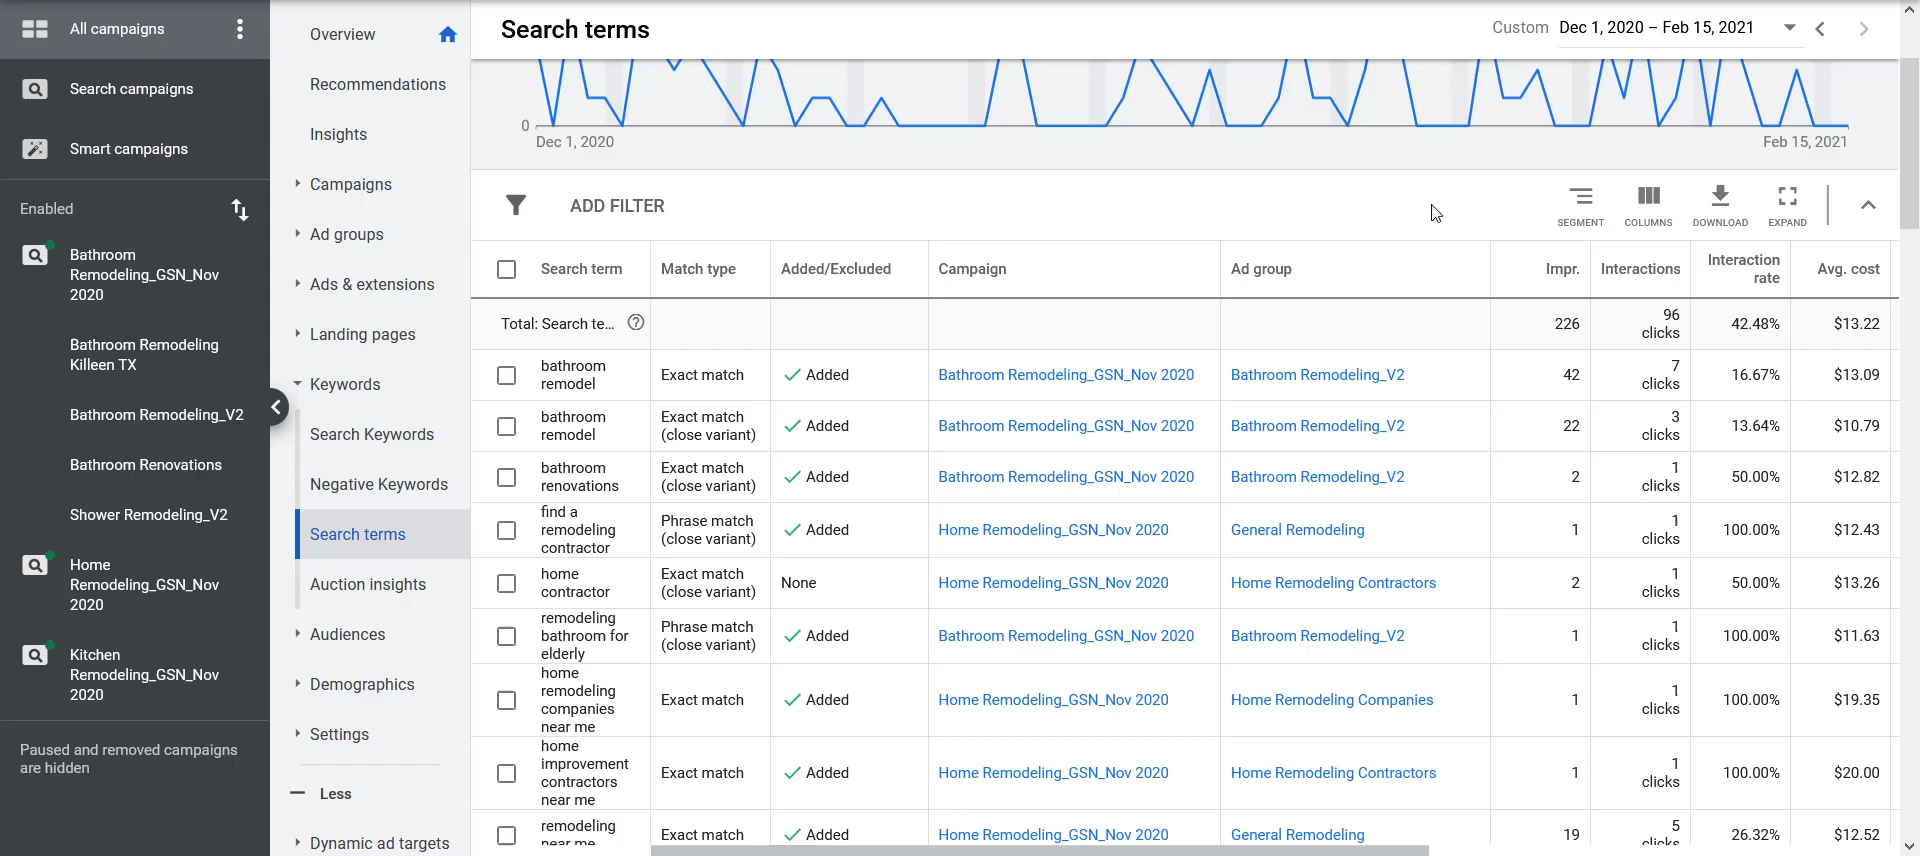 All campaigns
Search campaigns
Smart campaigns
Enabled
Bathroom
Remodeling_GSN_Nov
2020
Bathroom Remodeling
Killeen TX
Bathroom Remodeling_V2
Bathroom Renovations
Shower Remodeling_V2
Home
Remodeling_GSN_Nov
2020
Kitchen
Remodeling_GSN_Nov
2020
Paused and removed campaigns
are hidden
Overview
Recommendations
Insights
Campaigns
Ad groups
Ads & extensions
Landing pages
Keywords
Search Keywords
Negative Keywords
Search terms
Auction insights
Audiences
Demographics
Settings
Less
Dynamic ad targets
Search terms
Custom Dec 1, 2020 – Feb 15, 2021
0
Dec 1, 2020 Feb 15, 2021
ADD FILTER
SEGMENT COLUMNS DOWNLOAD EXPAND
Search term Match type Added/Excluded Campaign Ad group Impr. Interactions Interaction
rate Avg. cost
Total: Search te... 226 96
clicks 42.48% $13.22
bathroom
remodel Exact match Added Bathroom Remodeling_GSN_Nov 2020 Bathroom Remodeling_V2 42 7
clicks 16.67% $13.09
bathroom
remodel Exact match
(close variant) Added Bathroom Remodeling_GSN_Nov 2020 Bathroom Remodeling_V2 22 3
clicks 13.64% $10.79
bathroom
renovations Exact match
(close variant) Added Bathroom Remodeling_GSN_Nov 2020 Bathroom Remodeling_V2 2 1
clicks 50.00% $12.82
find a
remodeling
contractor Phrase match
(close variant) Added Home Remodeling_GSN_Nov 2020 General Remodeling 1 1
clicks 100.00% $12.43
home
contractor Exact match
(close variant) None Home Remodeling_GSN_Nov 2020 Home Remodeling Contractors 2 1
clicks 50.00% $13.26
remodeling
bathroom for
elderly Phrase match
(close variant) Added Bathroom Remodeling_GSN_Nov 2020 Bathroom Remodeling_V2 1 1
clicks 100.00% $11.63
home
remodeling
companies
near me Exact match Added Home Remodeling_GSN_Nov 2020 Home Remodeling Companies 1 1
clicks 100.00% $19.35
home
improvement
contractors
near me Exact match Added Home Remodeling_GSN_Nov 2020 Home Remodeling Contractors 1 1
clicks 100.00% $20.00
remodeling
near me Exact match Added Home Remodeling_GSN_Nov 2020 General Remodeling 19 5
clicks 26.32% $12.52